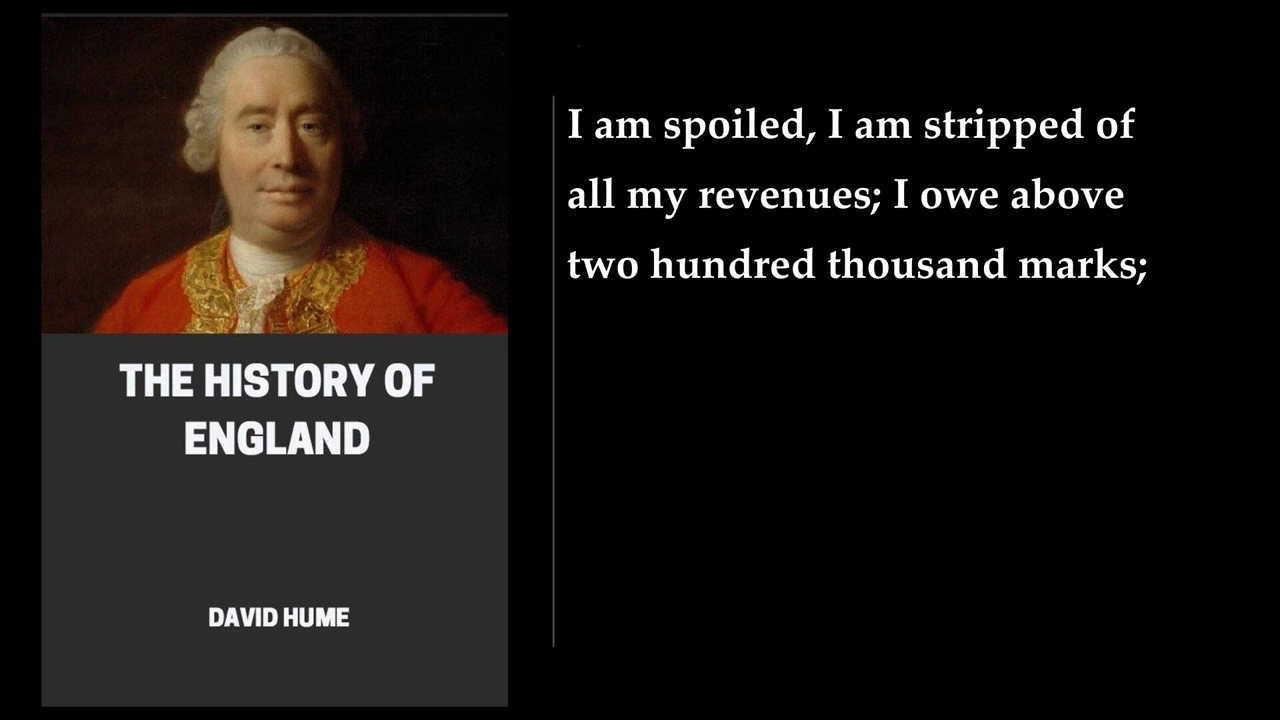 THE HISTORY OF
ENGLAND
DAVID HUME
I am spoiled, I am stripped of
all my revenues; I owe above
two hundred thousand marks;